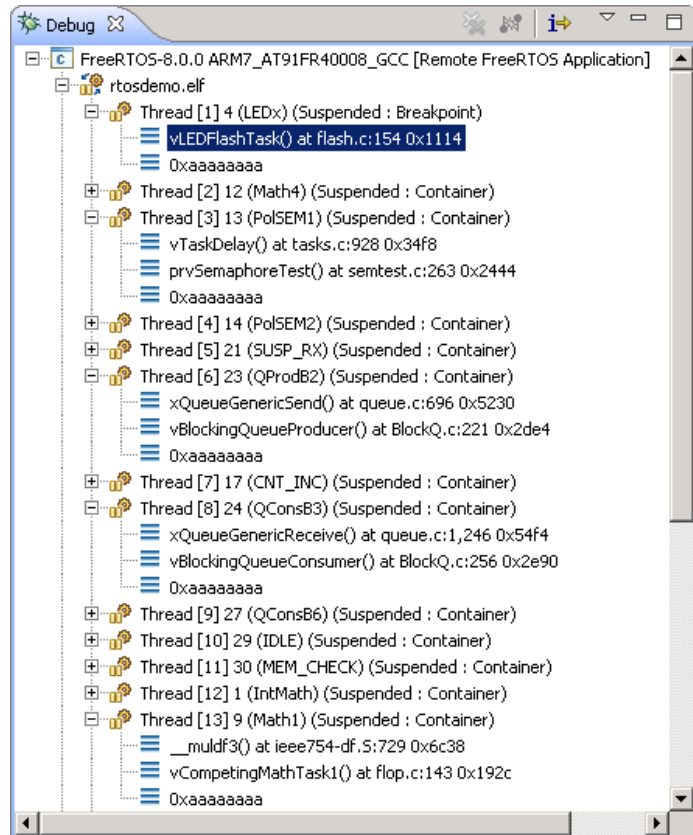 Debug
FreeRTOS-8.0.0 ARM7_AT91FR40008_GCC [Remote FreeRTOS Application]
rtosdemo.elf
Thread [1] 4 (LEDx) (Suspended : Breakpoint)
vLEDFlashTask() at flash.c:154 0x1114
0xaaaaaaaa
Thread [2] 12 (Math4) (Suspended : Container)
Thread [3] 13 (PolSEM1) (Suspended : Container)
vTaskDelay() at tasks.c:928 0x34f8
prvSemaphoreTest() at semtest.c:263 0x2444
0xaaaaaaaa
Thread [4] 14 (PolSEM2) (Suspended : Container)
Thread [5] 21 (SUSP_RX) (Suspended : Container)
Thread [6] 23 (QProdB2) (Suspended : Container)
xQueueGenericSend() at queue.c:696 0x5230
vBlockingQueueProducer() at BlockQ.c:221 0x2de4
0xaaaaaaaa
Thread [7] 17 (CNT_INC) (Suspended : Container)
Thread [8] 24 (QConsB3) (Suspended : Container)
xQueueGenericReceive() at queue.c:1,246 0x54f4
vBlockingQueueConsumer() at BlockQ.c:256 0x2e90
0xaaaaaaaa
Thread [9] 27 (QConsB6) (Suspended : Container)
Thread [10] 29 (IDLE) (Suspended : Container)
Thread [11] 30 (MEM_CHECK) (Suspended : Container)
Thread [12] 1 (IntMath) (Suspended : Container)
Thread [13] 9 (Math1) (Suspended : Container)
__muldf3() at ieee754-df.S:729 0x6c38
vCompetingMathTask1() at flop.c:143 0x192c
0xaaaaaaaa